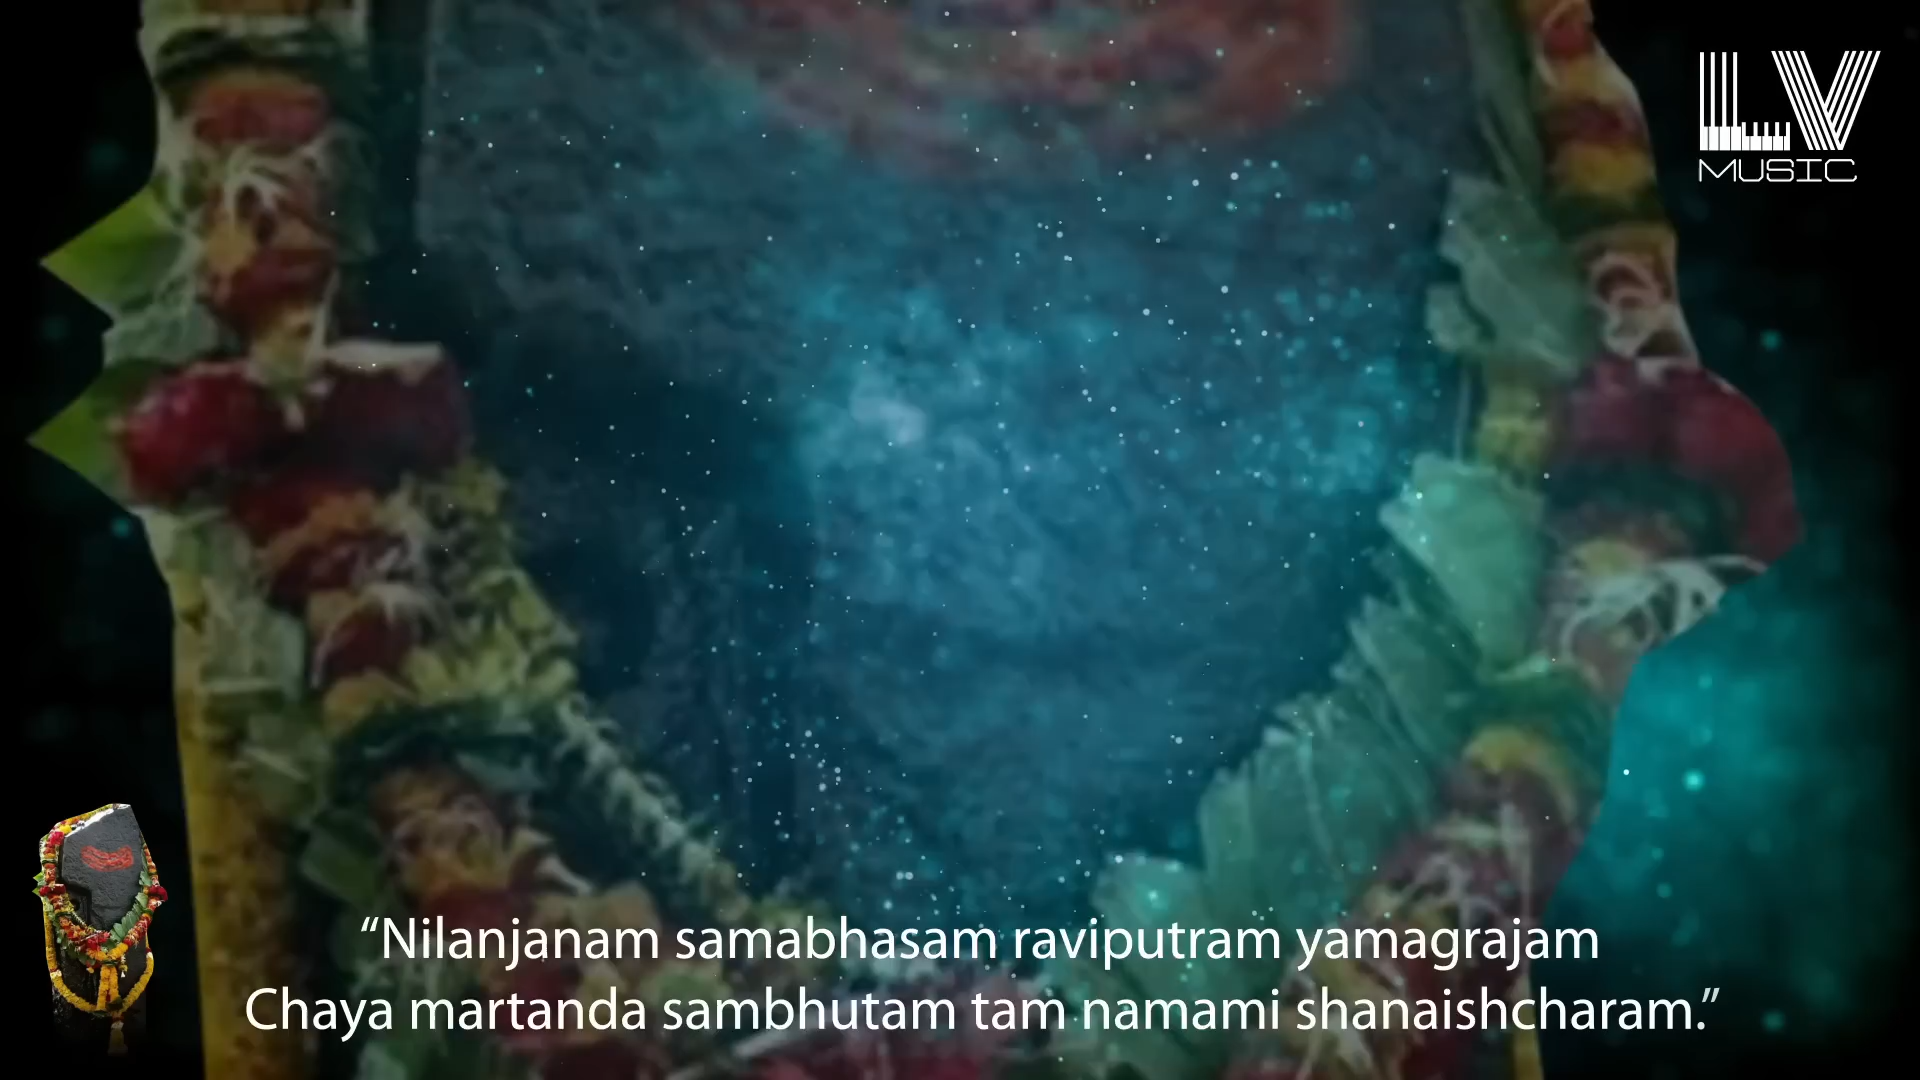 LV
MUSIC
“Nilanjanam samabhasam raviputram yamagrajam
Chaya martanda sambhutam tam namami shanaishcharam.”